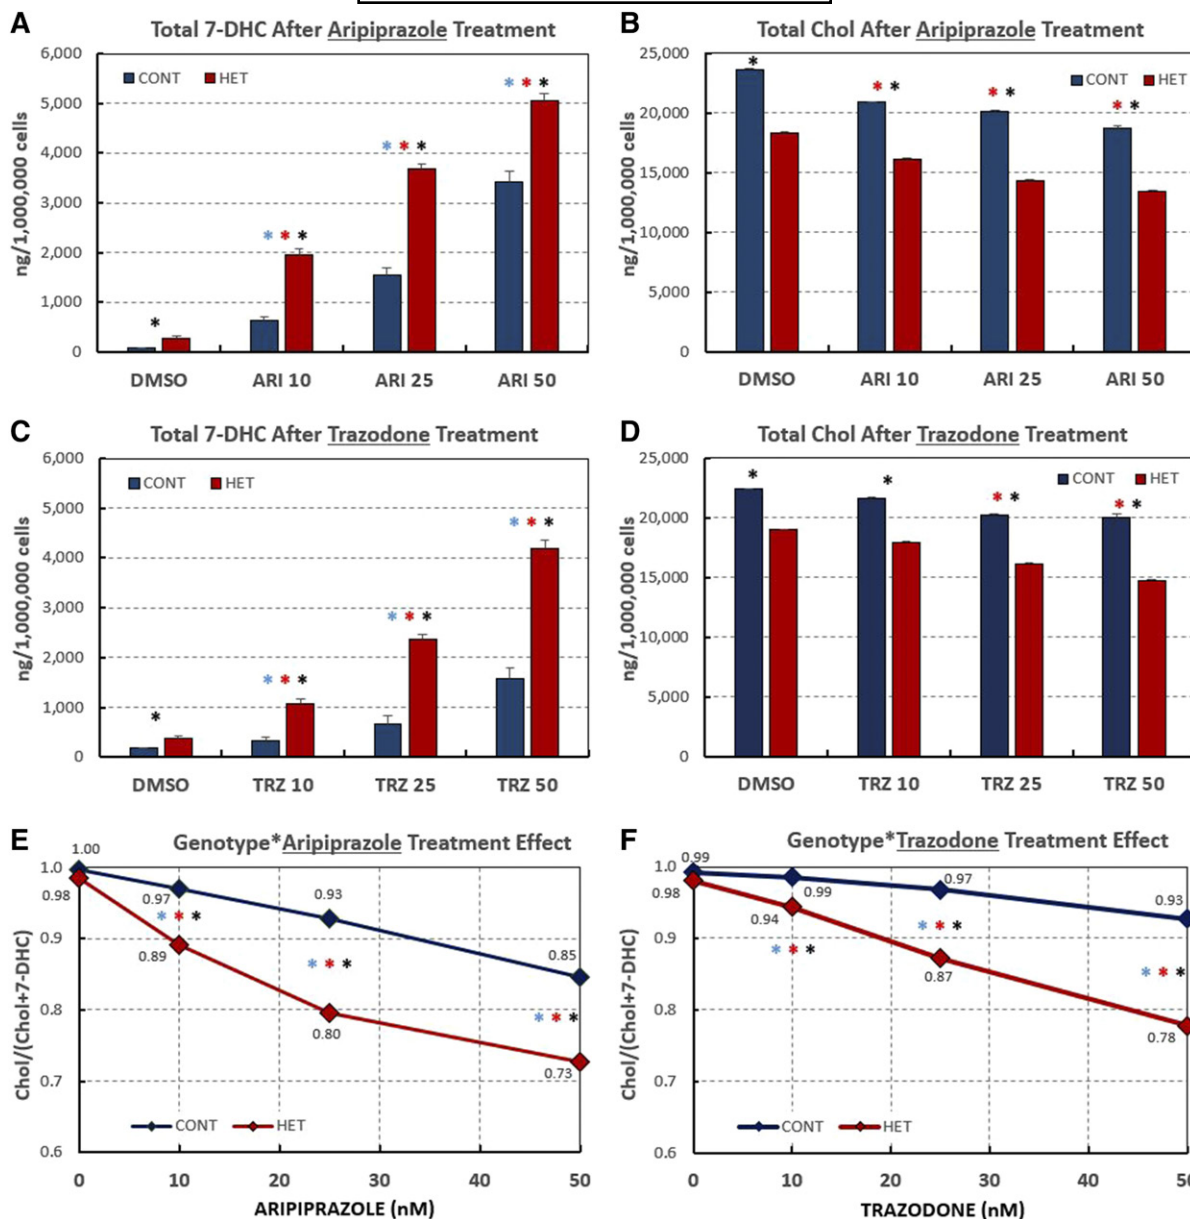 A Total 7-DHC After Aripiprazole Treatment
6,000
5,000
4,000
3,000
2,000
1,000
0
ng/1,000,000 cells
CONT HET
* * *
* * *
* * *
*
DMSO ARI 10 ARI 25 ARI 50
B Total Chol After Aripiprazole Treatment
25,000
20,000
15,000
10,000
5,000
0
ng/1,000,000 cells
CONT HET
*
* *
* *
* *
DMSO ARI 10 ARI 25 ARI 50
C Total 7-DHC After Trazodone Treatment
6,000
5,000
4,000
3,000
2,000
1,000
0
ng/1,000,000 cells
CONT HET
* * *
* * *
* * *
*
DMSO TRZ 10 TRZ 25 TRZ 50
D Total Chol After Trazodone Treatment
25,000
20,000
15,000
10,000
5,000
0
ng/1,000,000 cells
CONT HET
*
*
* *
* *
DMSO TRZ 10 TRZ 25 TRZ 50
E Genotype*Aripiprazole Treatment Effect
1.0
0.9
0.8
0.7
0.6
Chol/(Chol+7-DHC)
1.00
0.98
0.97
0.93
0.85
0.89
0.80
0.73
* * *
* * *
* * *
CONT HET
0 10 20 30 40 50
ARIPIPRAZOLE (nM)
F Genotype*Trazodone Treatment Effect
1.0
0.9
0.8
0.7
0.6
Chol/(Chol+7-DHC)
0.99
0.98
0.99
0.97
0.93
0.94
0.87
0.78
* * *
* * *
* * *
CONT HET
0 10 20 30 40 50
TRAZODONE (nM)